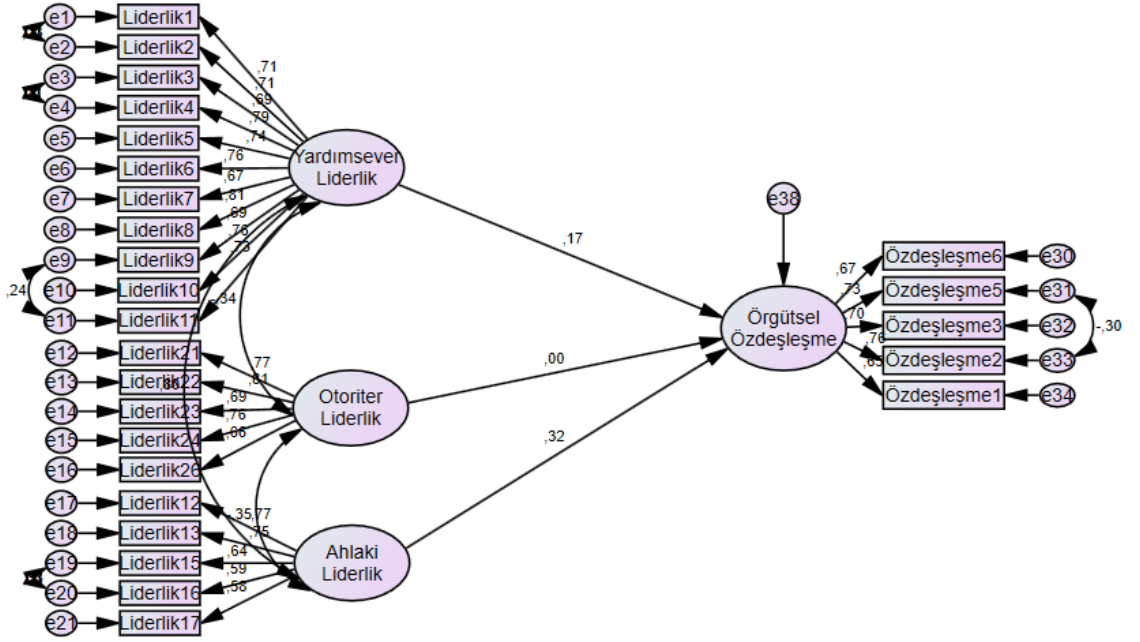 e1 Liderlik1
e2 Liderlik2
e3 Liderlik3
e4 Liderlik4
e5 Liderlik5
e6 Liderlik6
e7 Liderlik7
e8 Liderlik8
e9 Liderlik9
e10 Liderlik10
e11 Liderlik11
,24
e12 Liderlik21
e13 Liderlik22
e14 Liderlik23
e15 Liderlik24
e16 Liderlik26
e17 Liderlik12
e18 Liderlik13
e19 Liderlik15
e20 Liderlik16
e21 Liderlik17
,71
,71
,69
,79
,74
,76
,67
,81
,69
,76
,73
-,34
Yardımsever
Liderlik
,77
,61
,69
,76
,66
Otoriter
Liderlik
-,35
,77
,75
,64
,59
,58
Ahlaki
Liderlik
,17
,00
,32
e38
Örgütsel
Özdeşleşme
,67
,73
,70
,76
,65
Özdeşleşme6 e30
Özdeşleşme5 e31
Özdeşleşme3 e32
Özdeşleşme2 e33
Özdeşleşme1 e34
-,30